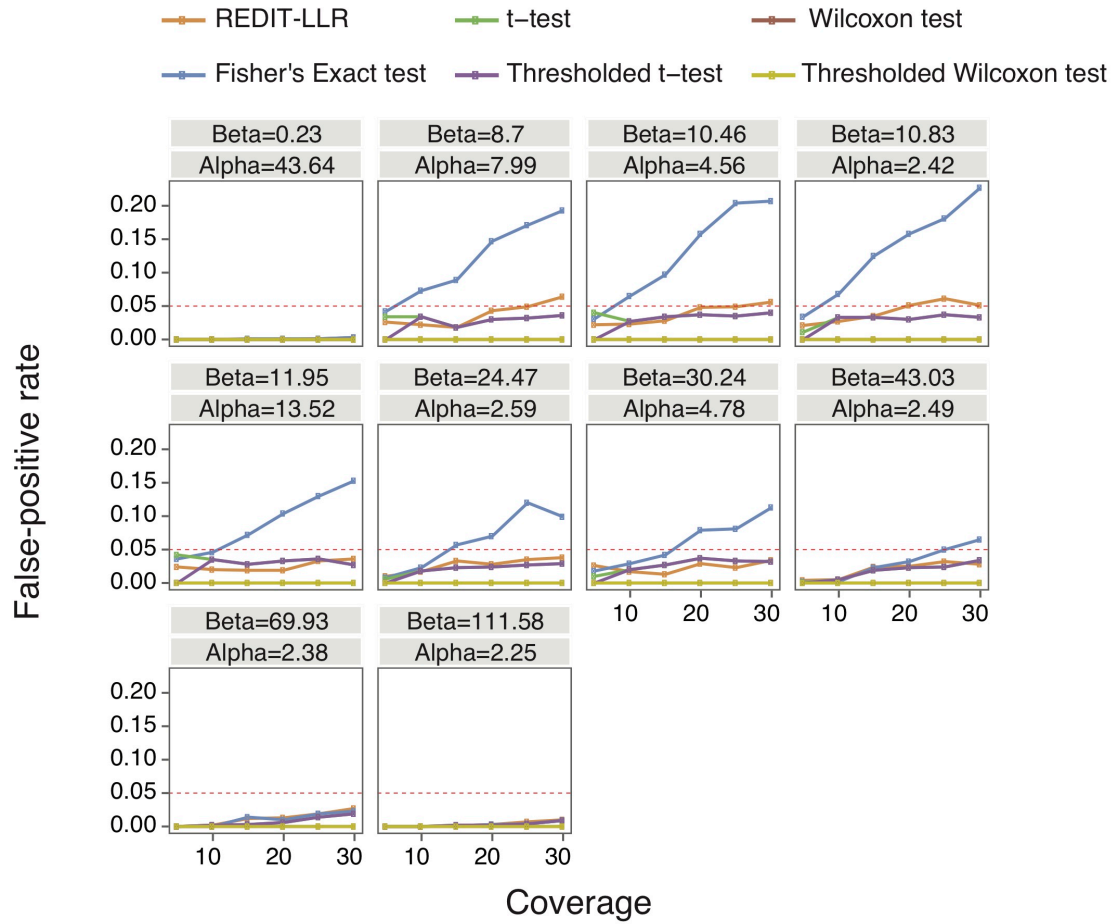 REDIT-LLR t−test Wilcoxon test
Fisher's Exact test Thresholded t−test Thresholded Wilcoxon test
Beta=0.23 Beta=8.7 Beta=10.46 Beta=10.83
Alpha=43.64 Alpha=7.99 Alpha=4.56 Alpha=2.42
0.20
0.15
0.10
0.05
0.00
Beta=11.95 Beta=24.47 Beta=30.24 Beta=43.03
Alpha=13.52 Alpha=2.59 Alpha=4.78 Alpha=2.49
0.20
0.15
0.10
0.05
0.00
10 20 30 10 20 30
Beta=69.93 Beta=111.58
Alpha=2.38 Alpha=2.25
0.20
0.15
0.10
0.05
0.00
10 20 30 10 20 30
False-positive rate
Coverage